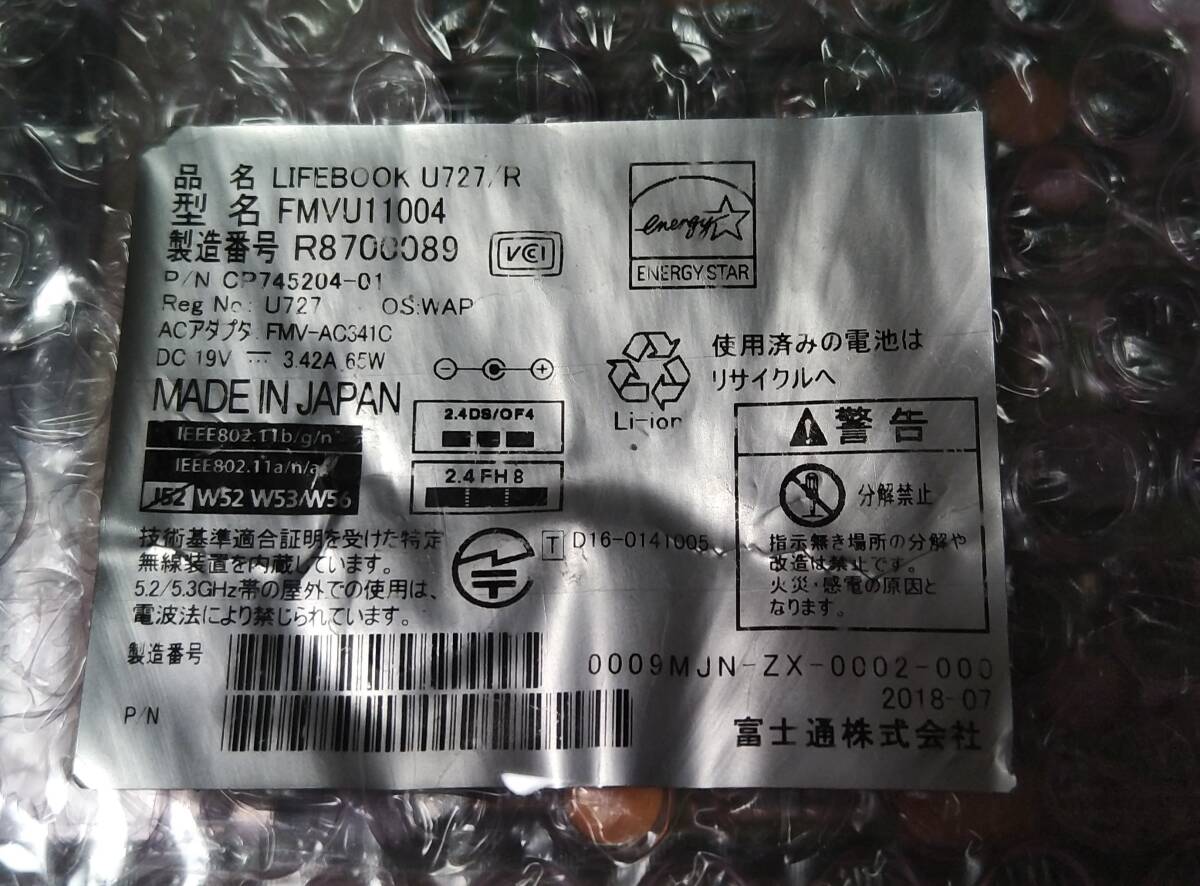 品 名 LIFEBOOK U727/R
型 名 FMVU11004
製造番号 R8700089
VCCI
P/N CP745204-01
Reg No: U727 OS:WAP
ACアダプタ FMV-AC341C
DC 19V 3.42A 65W
MADE IN JAPAN
IEEE802.11b/g/n
IEEE802.11a/n/ac
J52 W52 W53/W56
2.4DS/OF4
2.4FH8
技術基準適合証明を受けた特定
無線装置を内蔵しています。
5.2/5.3GHz帯の屋外での使用は、
電波法により禁じられています。
T D16-0141005
energy
ENERGY STAR
Li-ion
使用済みの電池は
リサイクルへ
警告
分解禁止
指示無き場所の分解や
改造は禁止です。
火災・感電の原因と
なります。
製造番号
P/N
0009MJN-ZX-0002-000
2018-07
富士通株式会社